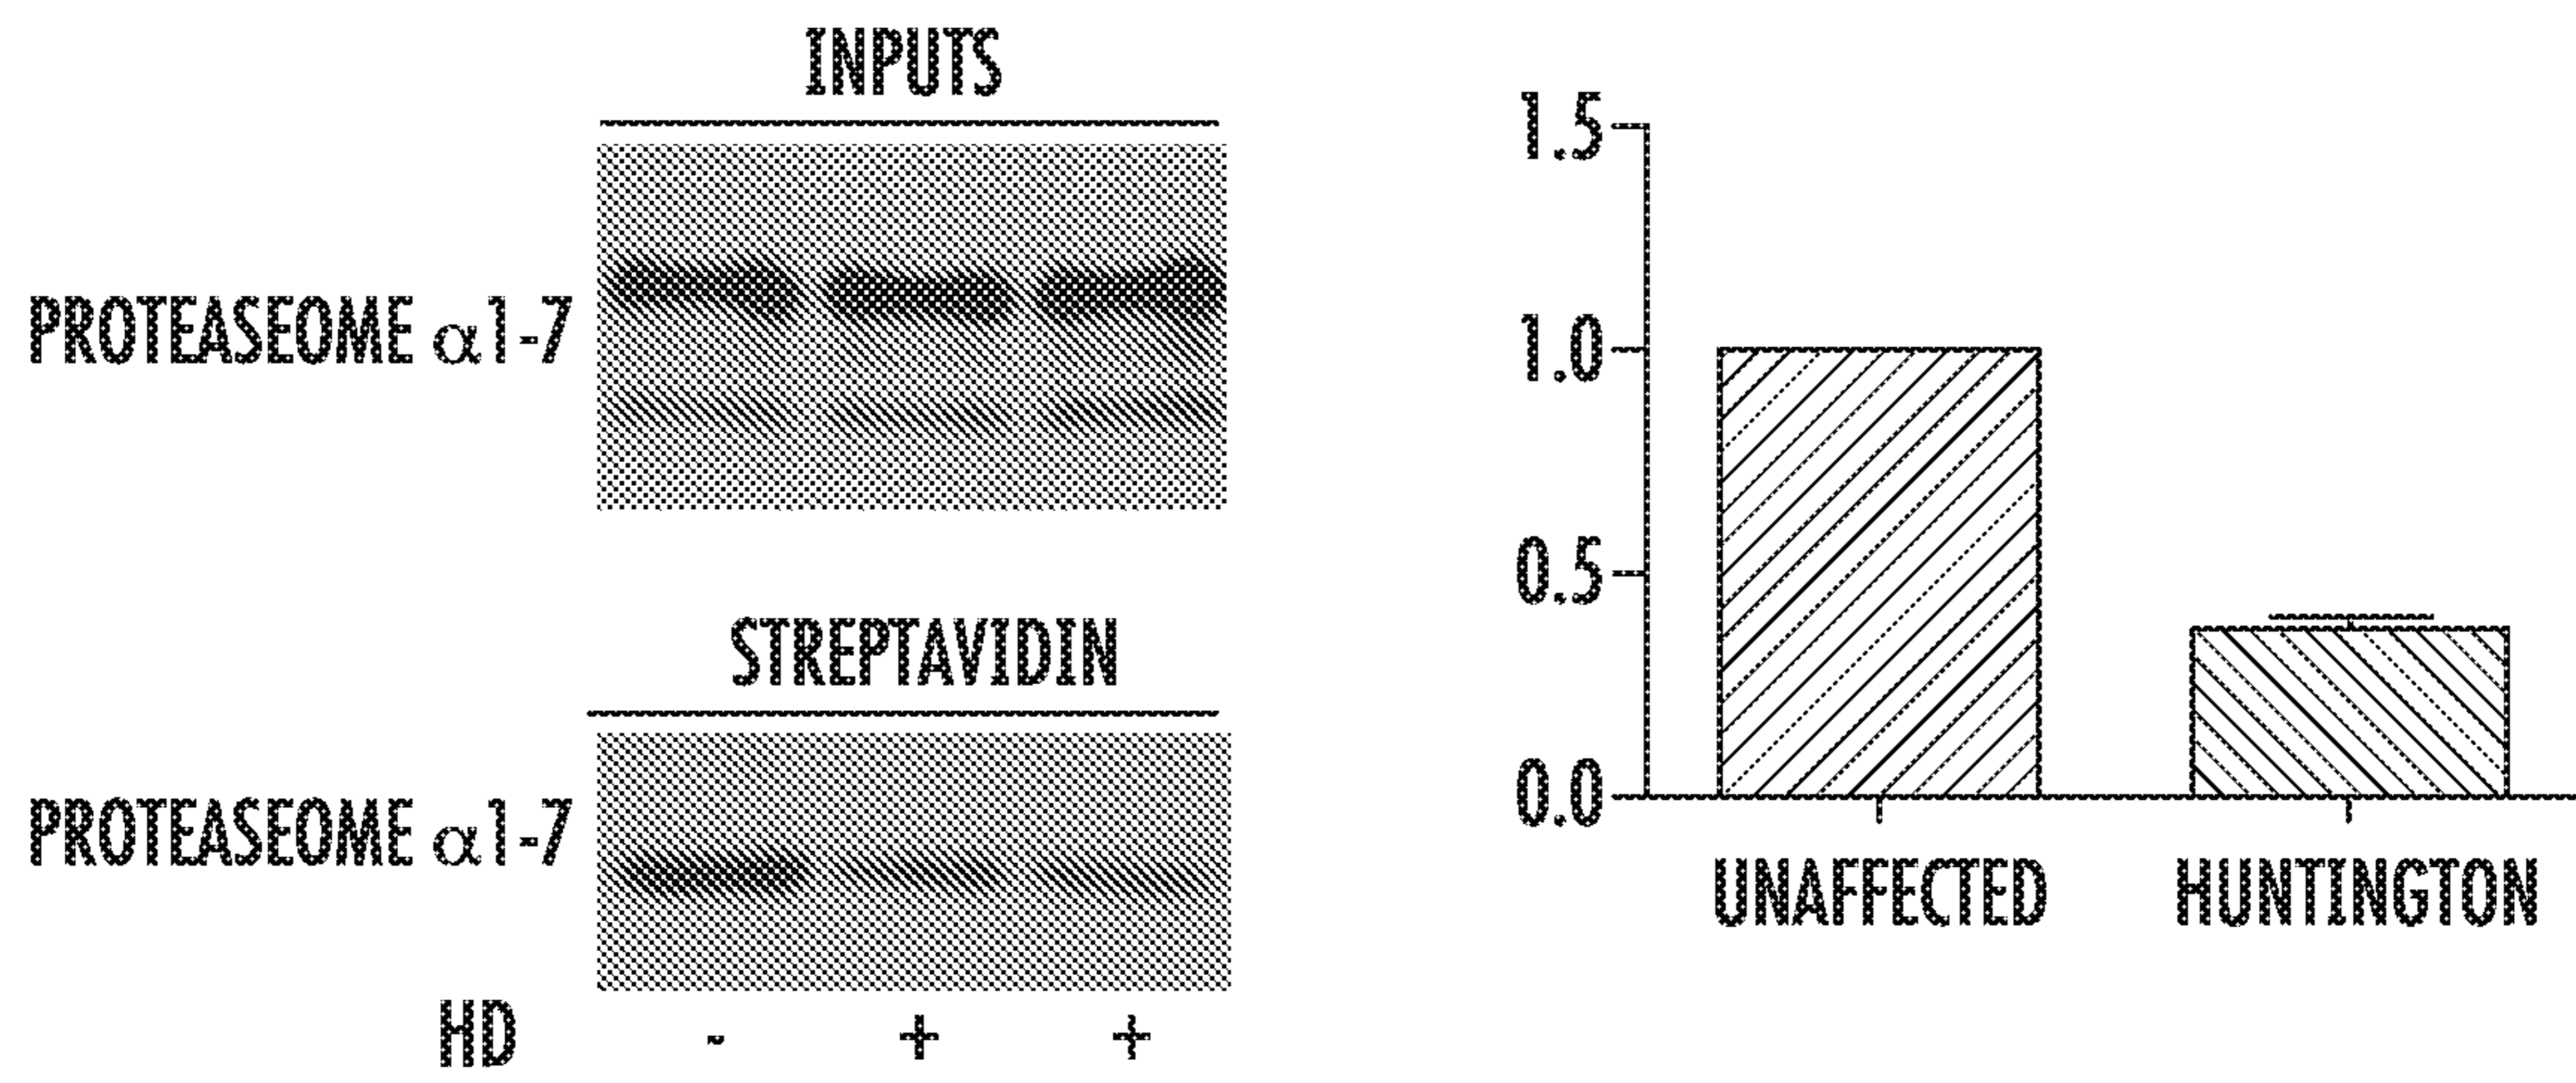 INPUTS
PROTEASEOME α1-7
STREPTAVIDIN
PROTEASEOME α1-7
HD - + +
1.5
1.0
0.5
0.0
UNAFFECTED HUNTINGTON